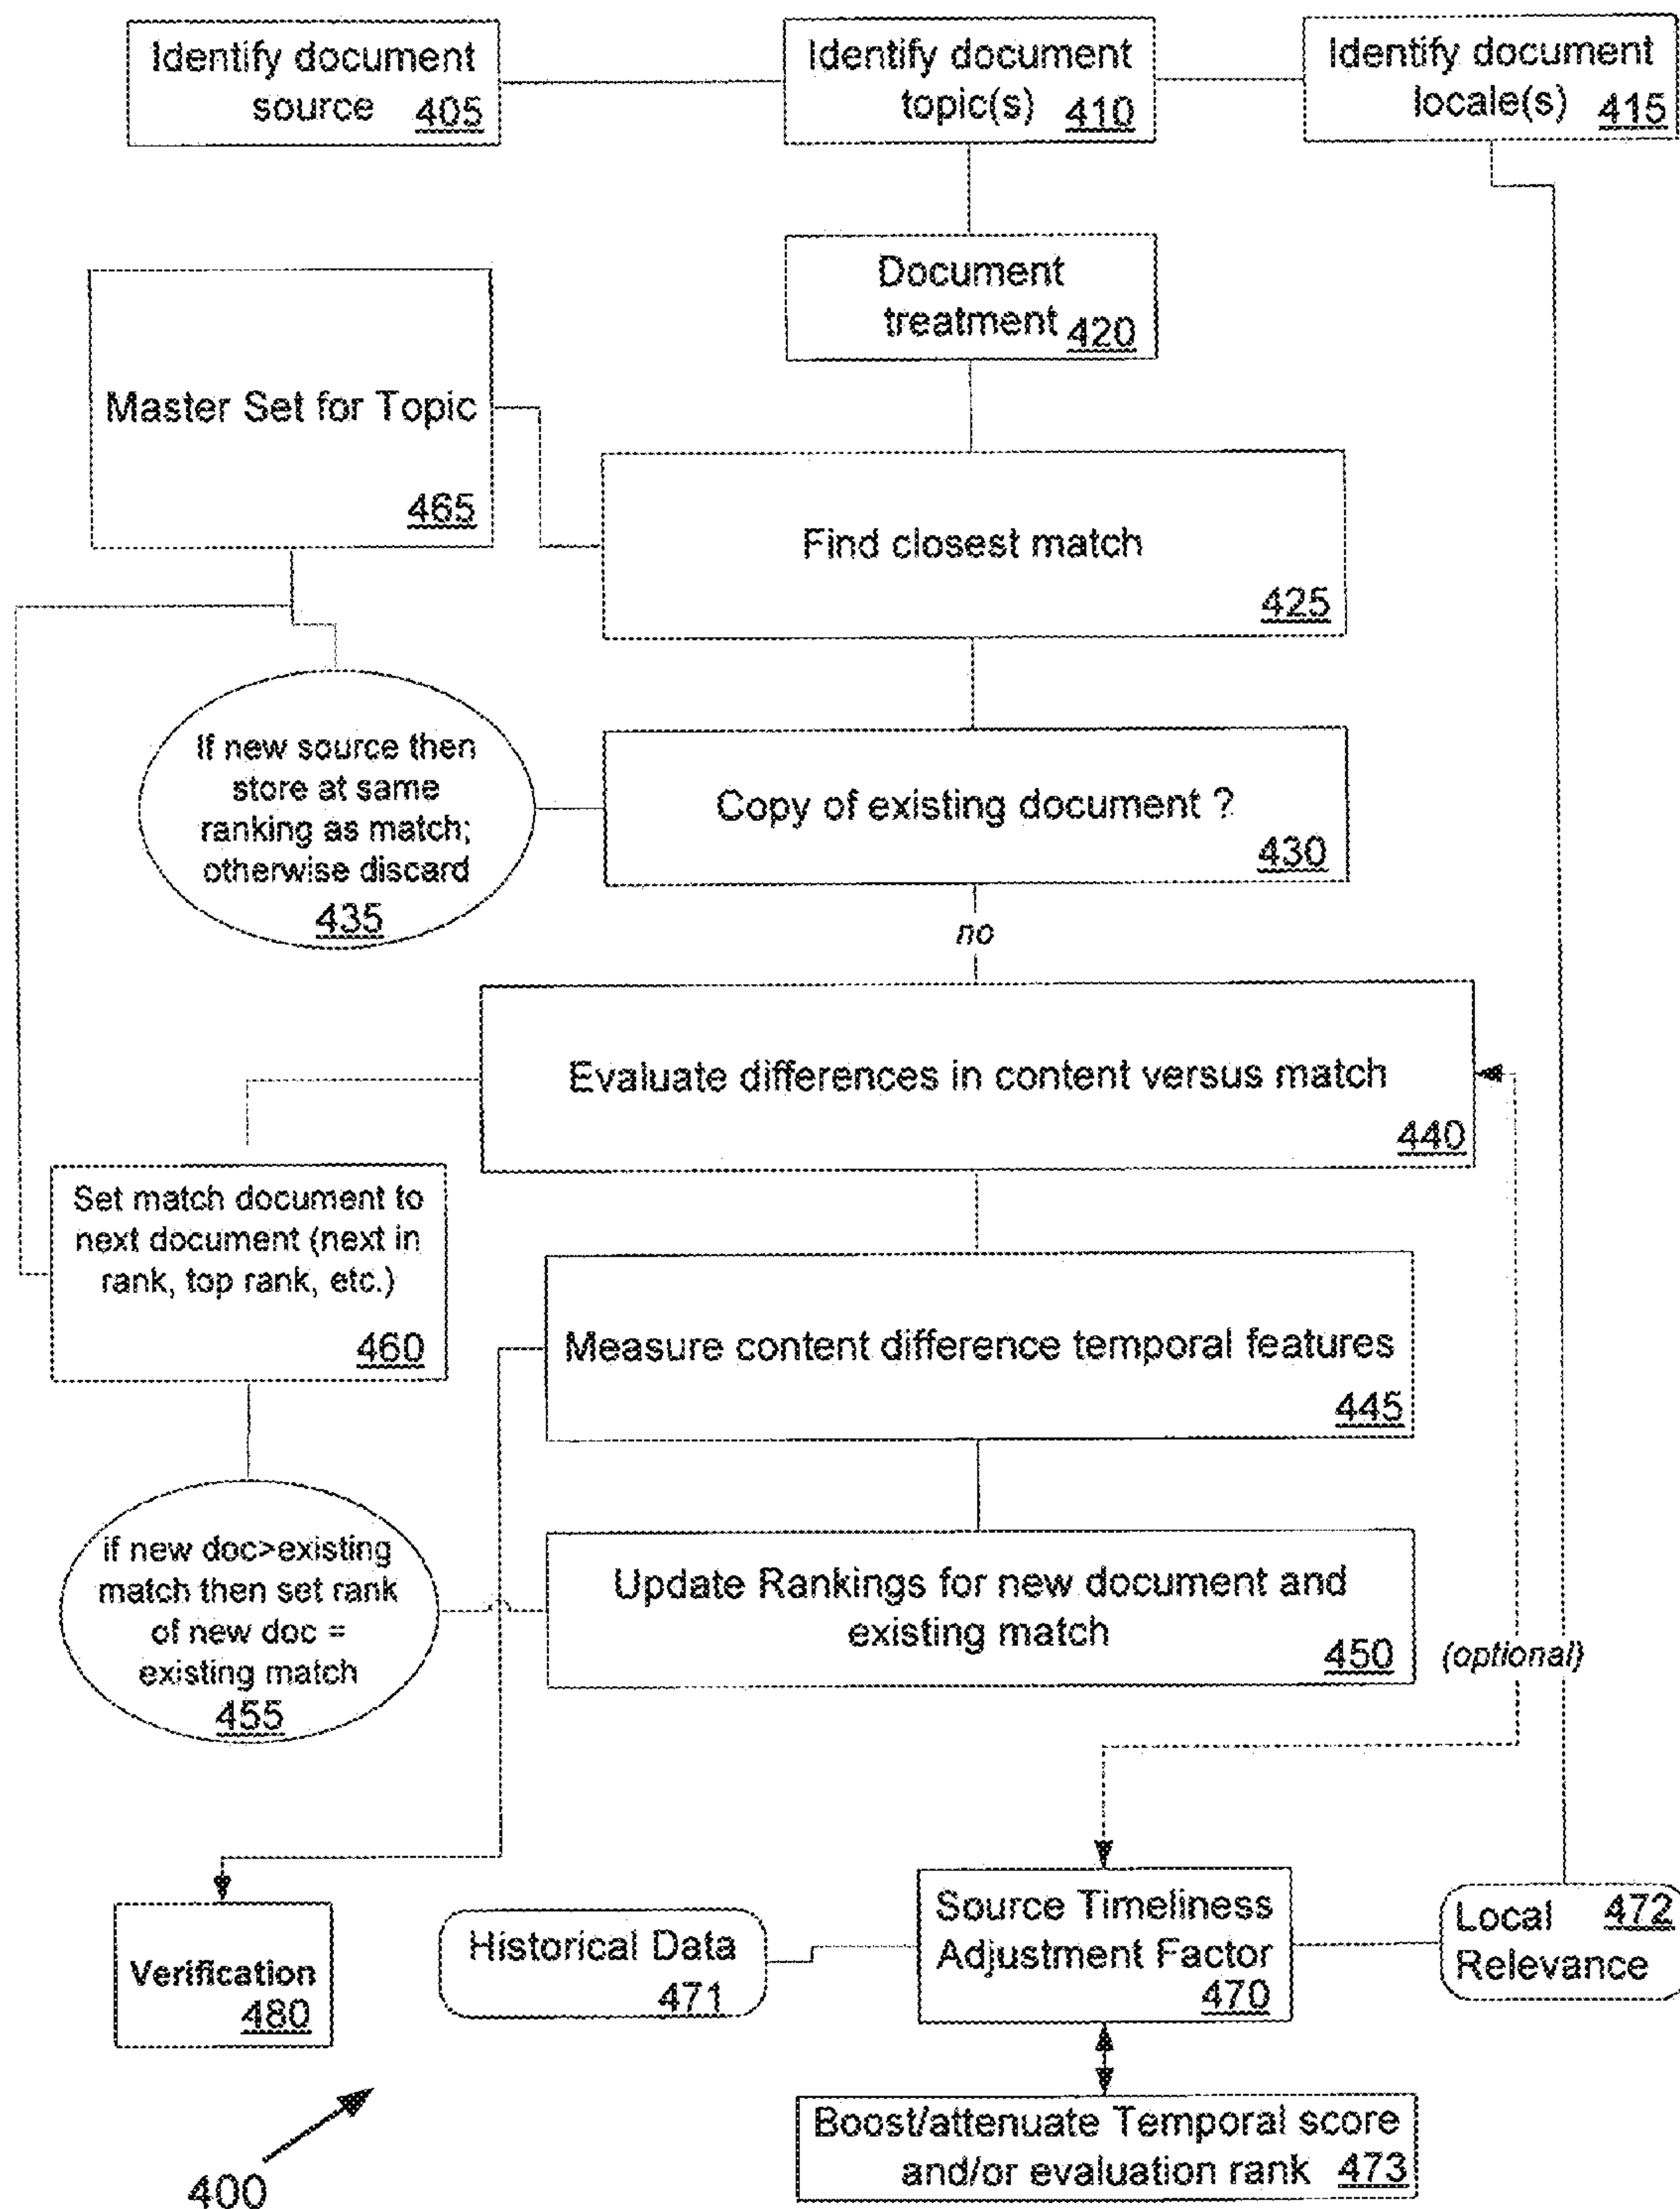 Identify document
source 405
Identify document
topic(s) 410
Identify document
locale(s) 415
Document
treatment 420
Master Set for Topic
465
Find closest match
425
If new source then
store at same
ranking as match;
otherwise discard
435
Copy of existing document ?
430
no
Evaluate differences in content versus match
440
Set match document to
next document (next in
rank, top rank, etc.)
460
Measure content difference temporal features
445
if new doc>existing
match then set rank
of new doc =
existing match
455
Update Rankings for new document and
existing match 450
(optional)
Verification
480
Historical Data
471
Source Timeliness
Adjustment Factor
470
Local 472
Relevance
Boost/attenuate Temporal score
and/or evaluation rank 473
400